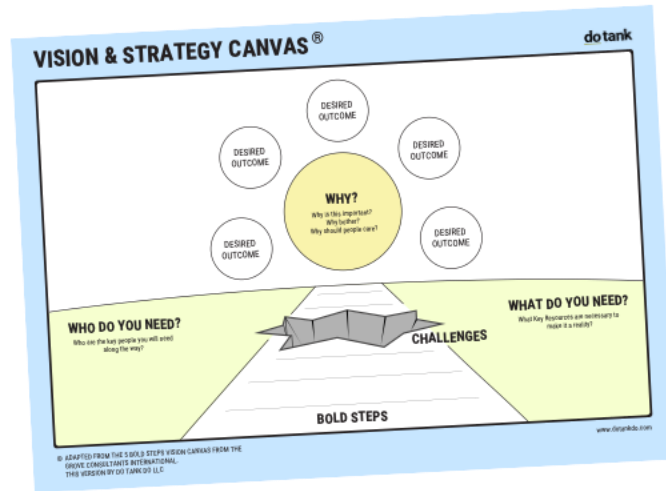 VISION & STRATEGY CANVAS®
do tank
DESIRED
OUTCOME
DESIRED
OUTCOME
DESIRED
OUTCOME
DESIRED
OUTCOME
DESIRED
OUTCOME
WHY?
Why is this important?
Why bother?
Why should people care?
WHO DO YOU NEED?
Who are the key people you will need
along the way?
WHAT DO YOU NEED?
What Key Resources are necessary to
make it a reality?
CHALLENGES
BOLD STEPS
® ADAPTED FROM THE 5 BOLD STEPS VISION CANVAS FROM THE
GROVE CONSULTANTS INTERNATIONAL.
THIS VERSION BY DO TANK DO LLC
www.dotankdo.com